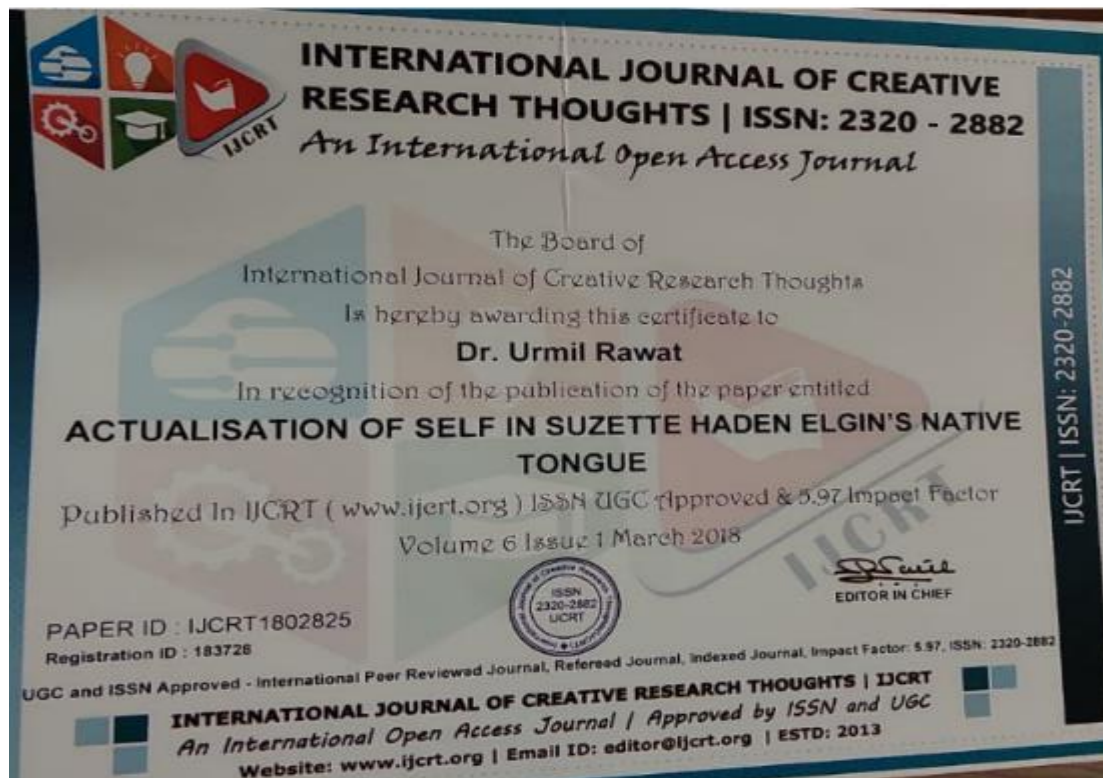 IJCRT
INTERNATIONAL JOURNAL OF CREATIVE
RESEARCH THOUGHTS | ISSN: 2320 - 2882
An International Open Access Journal
The Board of
International Journal of Creative Research Thoughts
Is hereby awarding this certificate to
Dr. Urmil Rawat
In recognition of the publication of the paper entitled
ACTUALISATION OF SELF IN SUZETTE HADEN ELGIN'S NATIVE
TONGUE
Published In IJCRT ( www.ijcrt.org ) ISSN UGC Approved & 5.97 Impact Factor
Volume 6 Issue 1 March 2018
IJCRT
ISSN
2320-2882
IJCRT
EDITOR IN CHIEF
PAPER ID : IJCRT1802825
Registration ID : 183726
UGC and ISSN Approved - International Peer Reviewed Journal, Refereed Journal, Indexed Journal, Impact Factor: 5.97, ISSN: 2320-2882
INTERNATIONAL JOURNAL OF CREATIVE RESEARCH THOUGHTS | IJCRT
An International Open Access Journal | Approved by ISSN and UGC
Website: www.ijcrt.org | Email ID: editor@ijcrt.org | ESTD: 2013
IJCRT | ISSN: 2320-2882